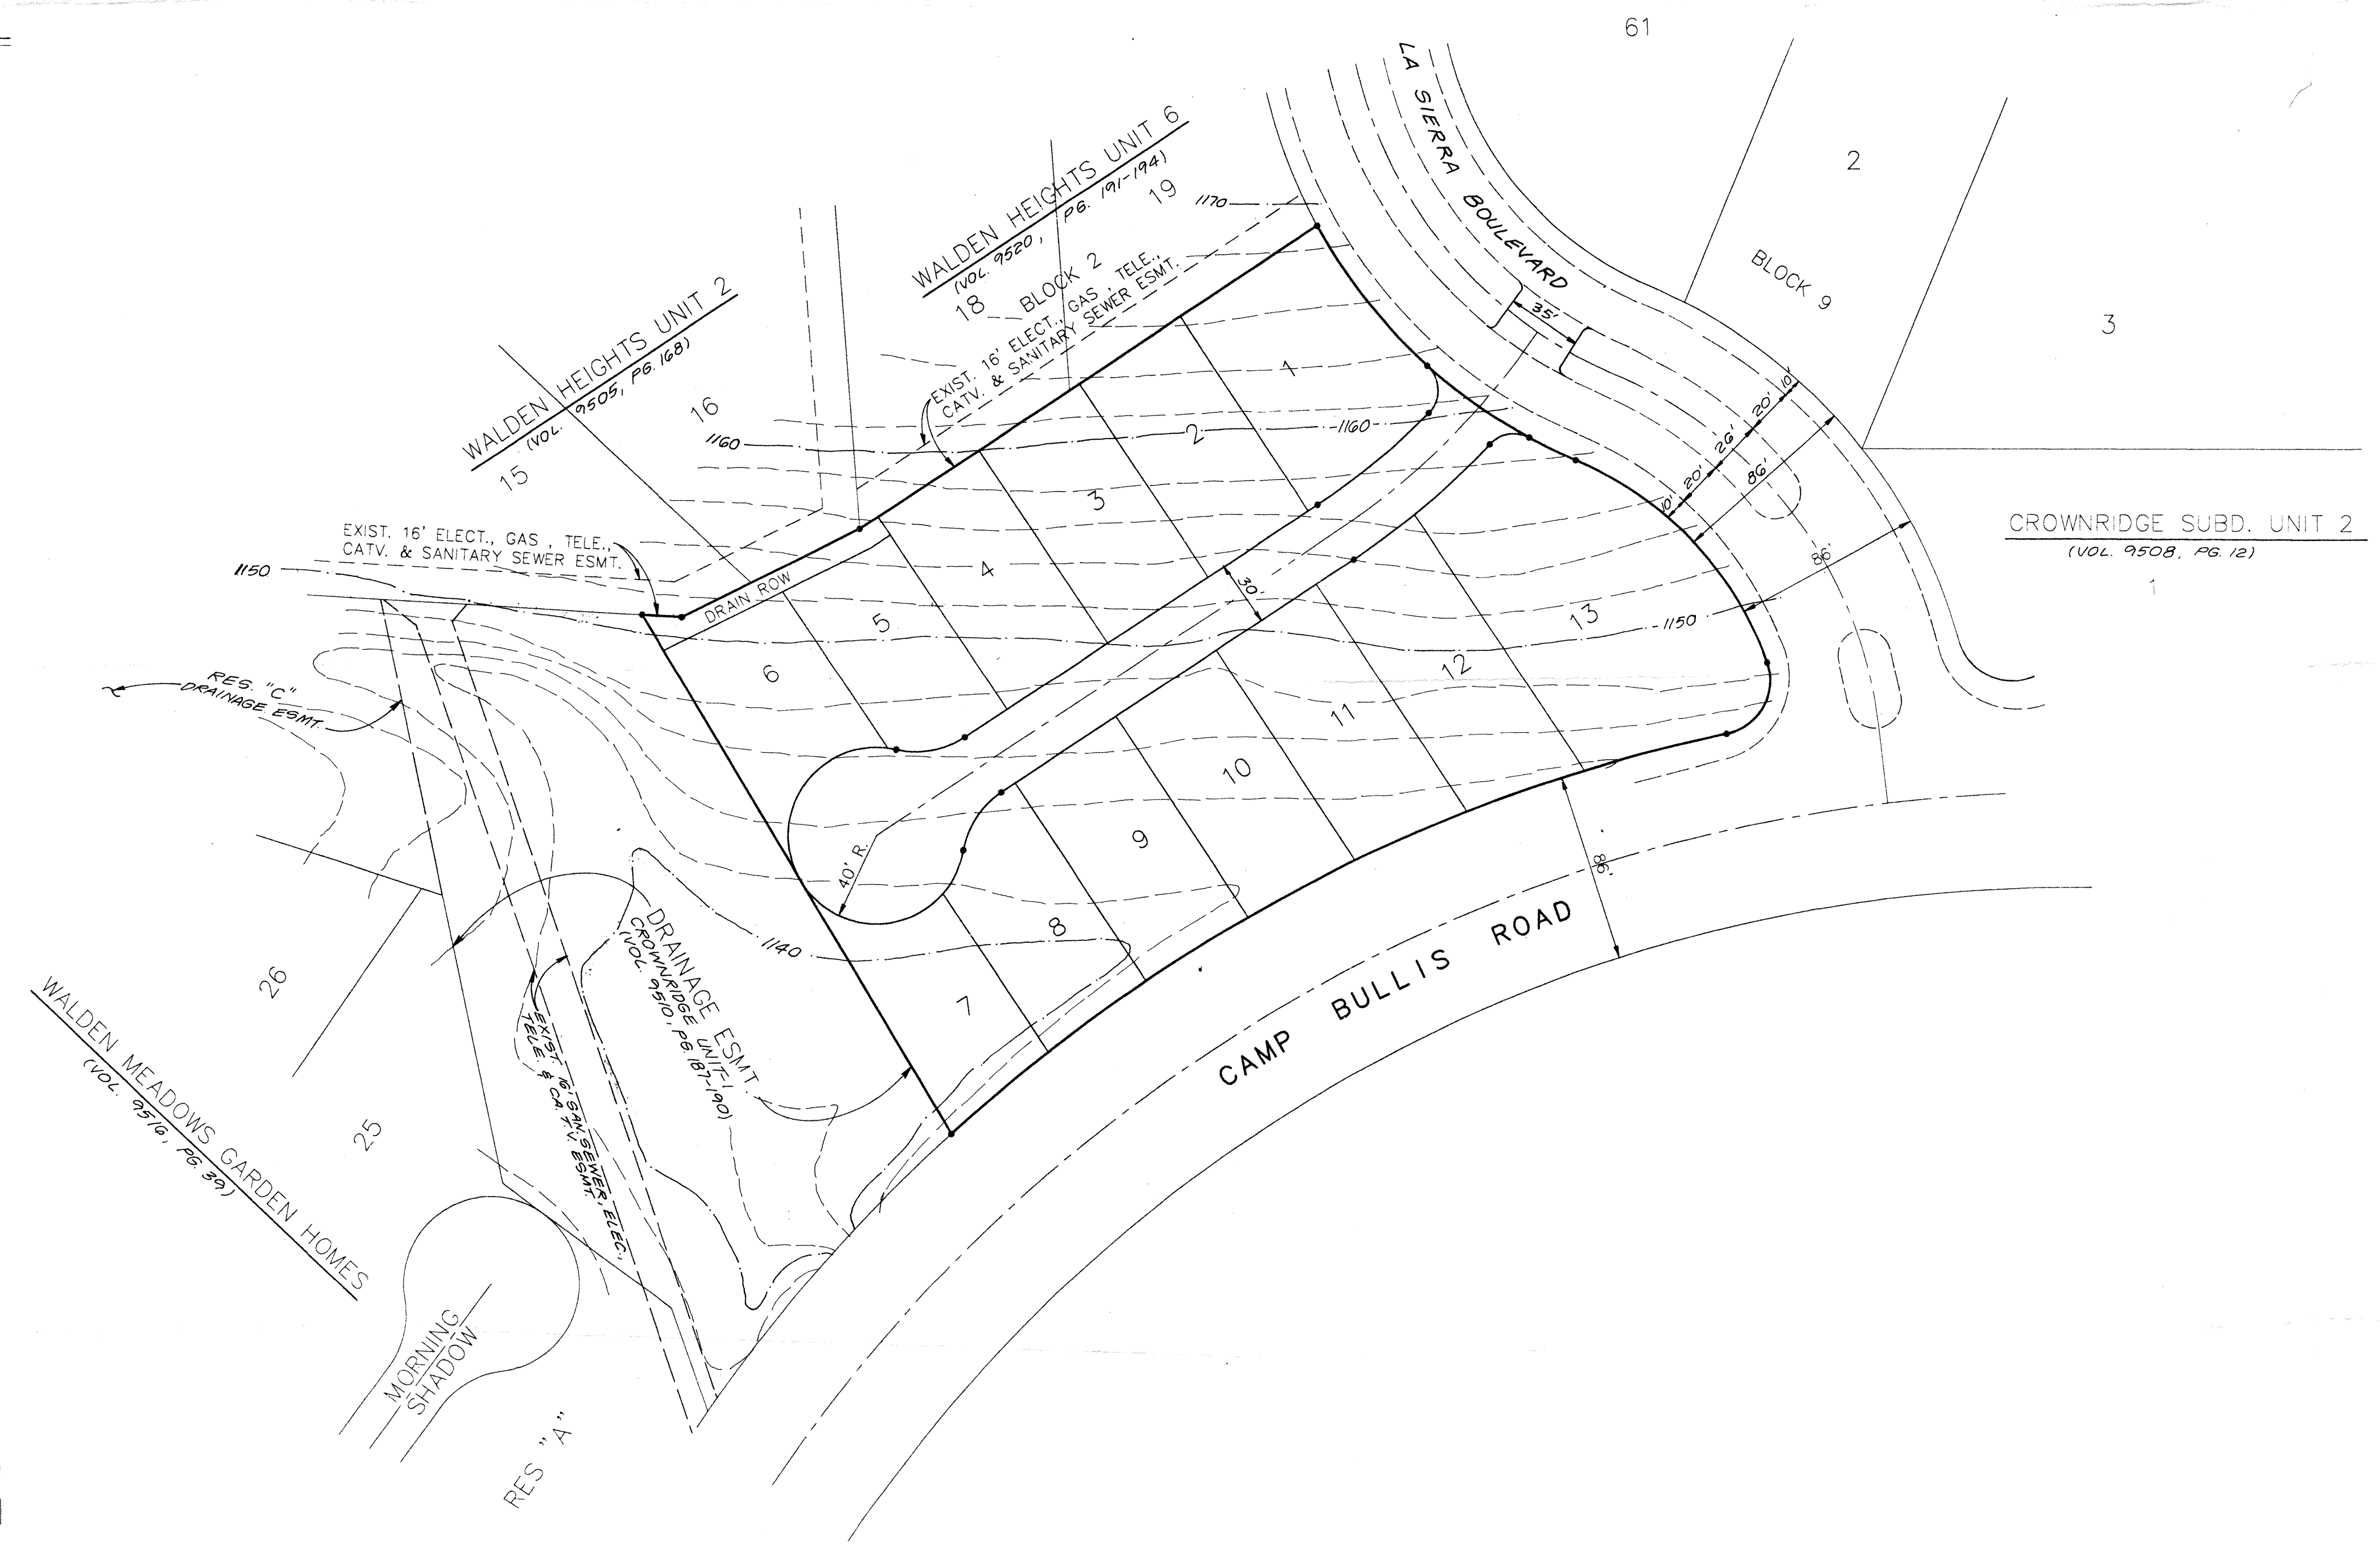 61
LA SIERRA BOULEVARD
2
BLOCK 9
3
WALDEN HEIGHTS UNIT 6
(VOL. 9520, PG. 191-194)
19
1170
18 BLOCK 2
EXIST. 16' ELECT., GAS, TELE.,
CATV. & SANITARY SEWER ESMT.
WALDEN HEIGHTS UNIT 2
(VOL. 9505, PG. 168)
16
15
1160
1160
35'
10'
20'
26'
20'
10'
86'
86'
CROWNRIDGE SUBD. UNIT 2
(VOL. 9508, PG. 12)
1
1
2
3
4
5
6
EXIST. 16' ELECT., GAS, TELE.,
CATV. & SANITARY SEWER ESMT.
1150
DRAIN ROW
30'
13
1150
12
11
10
9
8
7
RES. "C"
DRAINAGE ESMT.
40' R.
1140
86'
CAMP BULLIS ROAD
DRAINAGE ESMT.
CROWNRIDGE UNIT-1
(VOL. 9510, PG. 187-190)
EXIST. 16' SAN. SEWER, ELEC.,
TELE. & CA.T.V. ESMT.
26
25
WALDEN MEADOWS GARDEN HOMES
(VOL. 9516, PG. 39)
MORNING
SHADOW
RES "A"